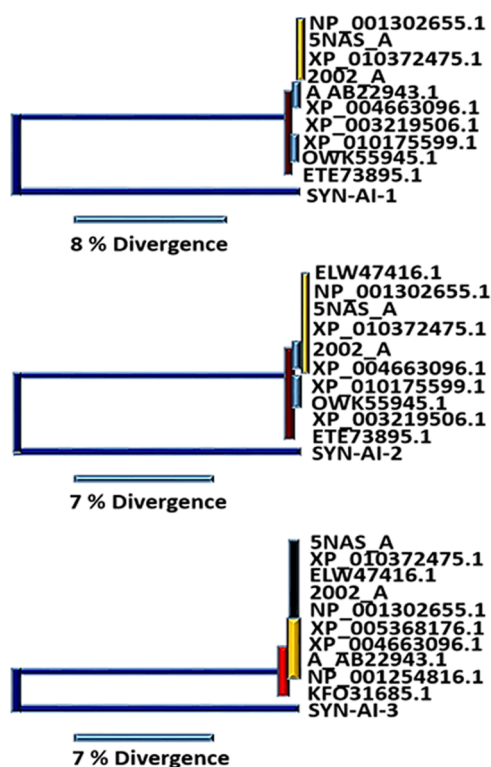 NP_001302655.1
5NAS_A
XP_010372475.1
2002_A
A_AB22943.1
XP_004663096.1
XP_003219506.1
XP_010175599.1
OWK55945.1
ETE73895.1
SYN-AI-1
8 % Divergence
ELW47416.1
NP_001302655.1
5NAS_A
XP_010372475.1
2002_A
XP_004663096.1
XP_010175599.1
OWK55945.1
XP_003219506.1
ETE73895.1
SYN-AI-2
7 % Divergence
5NAS_A
XP_010372475.1
ELW47416.1
2002_A
NP_001302655.1
XP_005368176.1
XP_004663096.1
A_AB22943.1
NP_001254816.1
KFO31685.1
SYN-AI-3
7 % Divergence